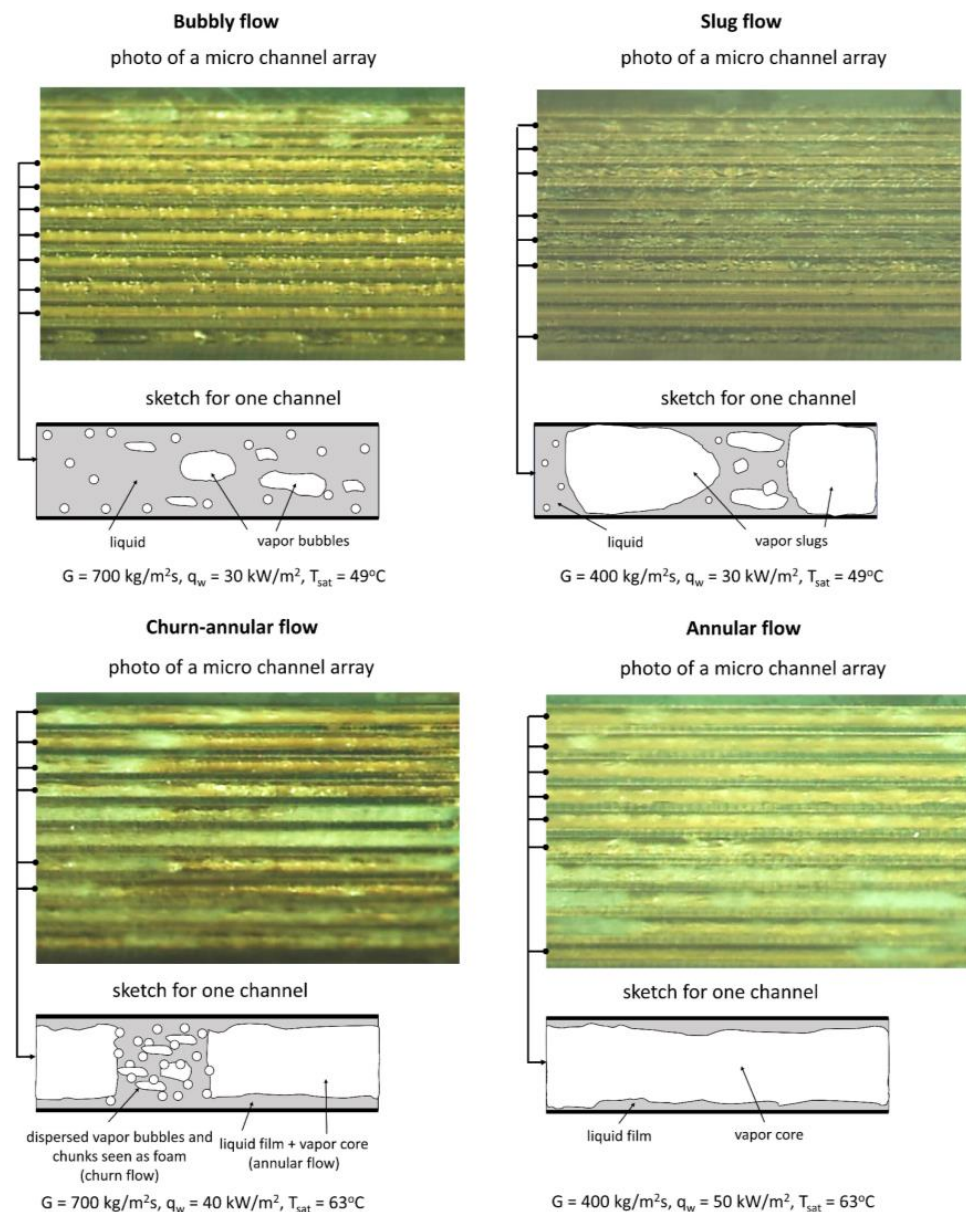 Bubbly flow
photo of a micro channel array
sketch for one channel
liquid
vapor bubbles
G = 700 kg/m²s, q_w = 30 kW/m², T_sat = 49°C
Slug flow
photo of a micro channel array
sketch for one channel
liquid
vapor slugs
G = 400 kg/m²s, q_w = 30 kW/m², T_sat = 49°C
Churn-annular flow
photo of a micro channel array
sketch for one channel
dispersed vapor bubbles and
chunks seen as foam
(churn flow)
liquid film + vapor core
(annular flow)
G = 700 kg/m²s, q_w = 40 kW/m², T_sat = 63°C
Annular flow
photo of a micro channel array
sketch for one channel
liquid film
vapor core
G = 400 kg/m²s, q_w = 50 kW/m², T_sat = 63°C